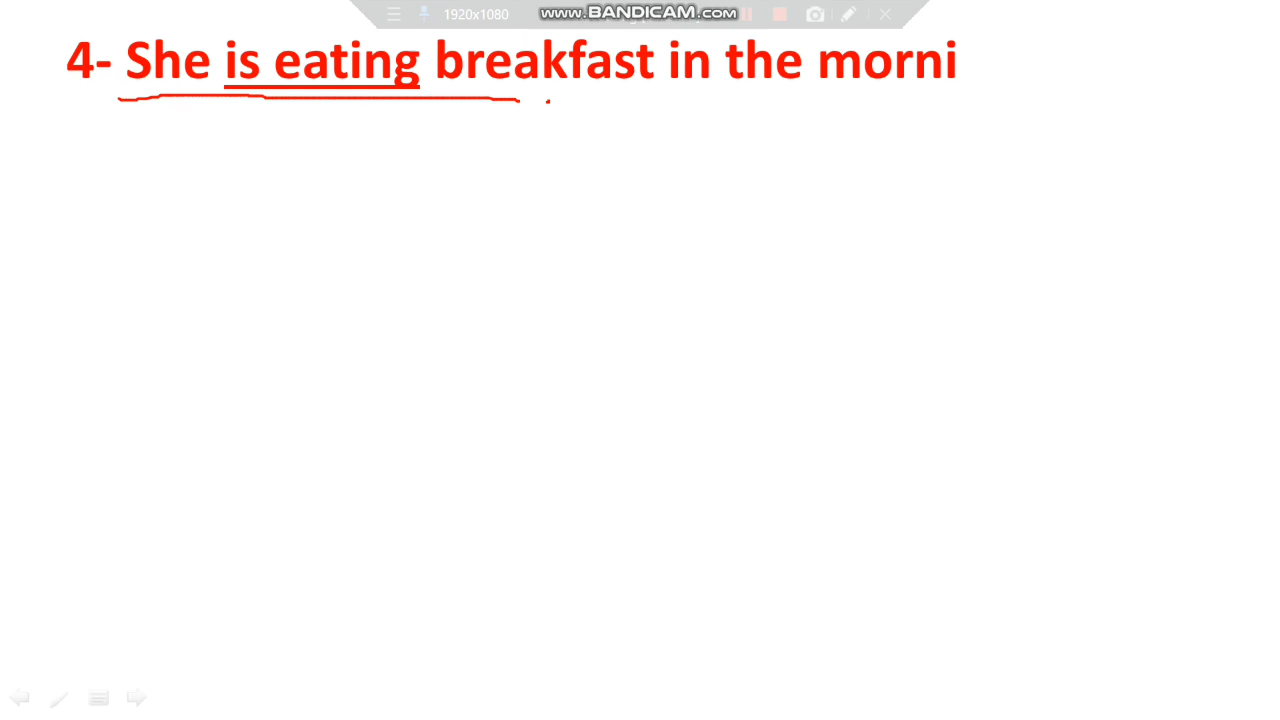 1920x1080
www.BANDICAM.com
4- She is eating breakfast in the morni